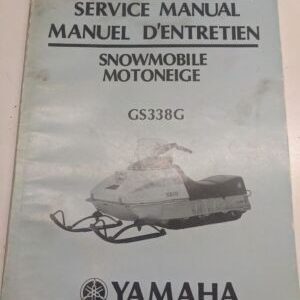 SERVICE MANUAL
MANUEL D'ENTRETIEN
SNOWMOBILE
MOTONEIGE
GS338G
YAMAHA